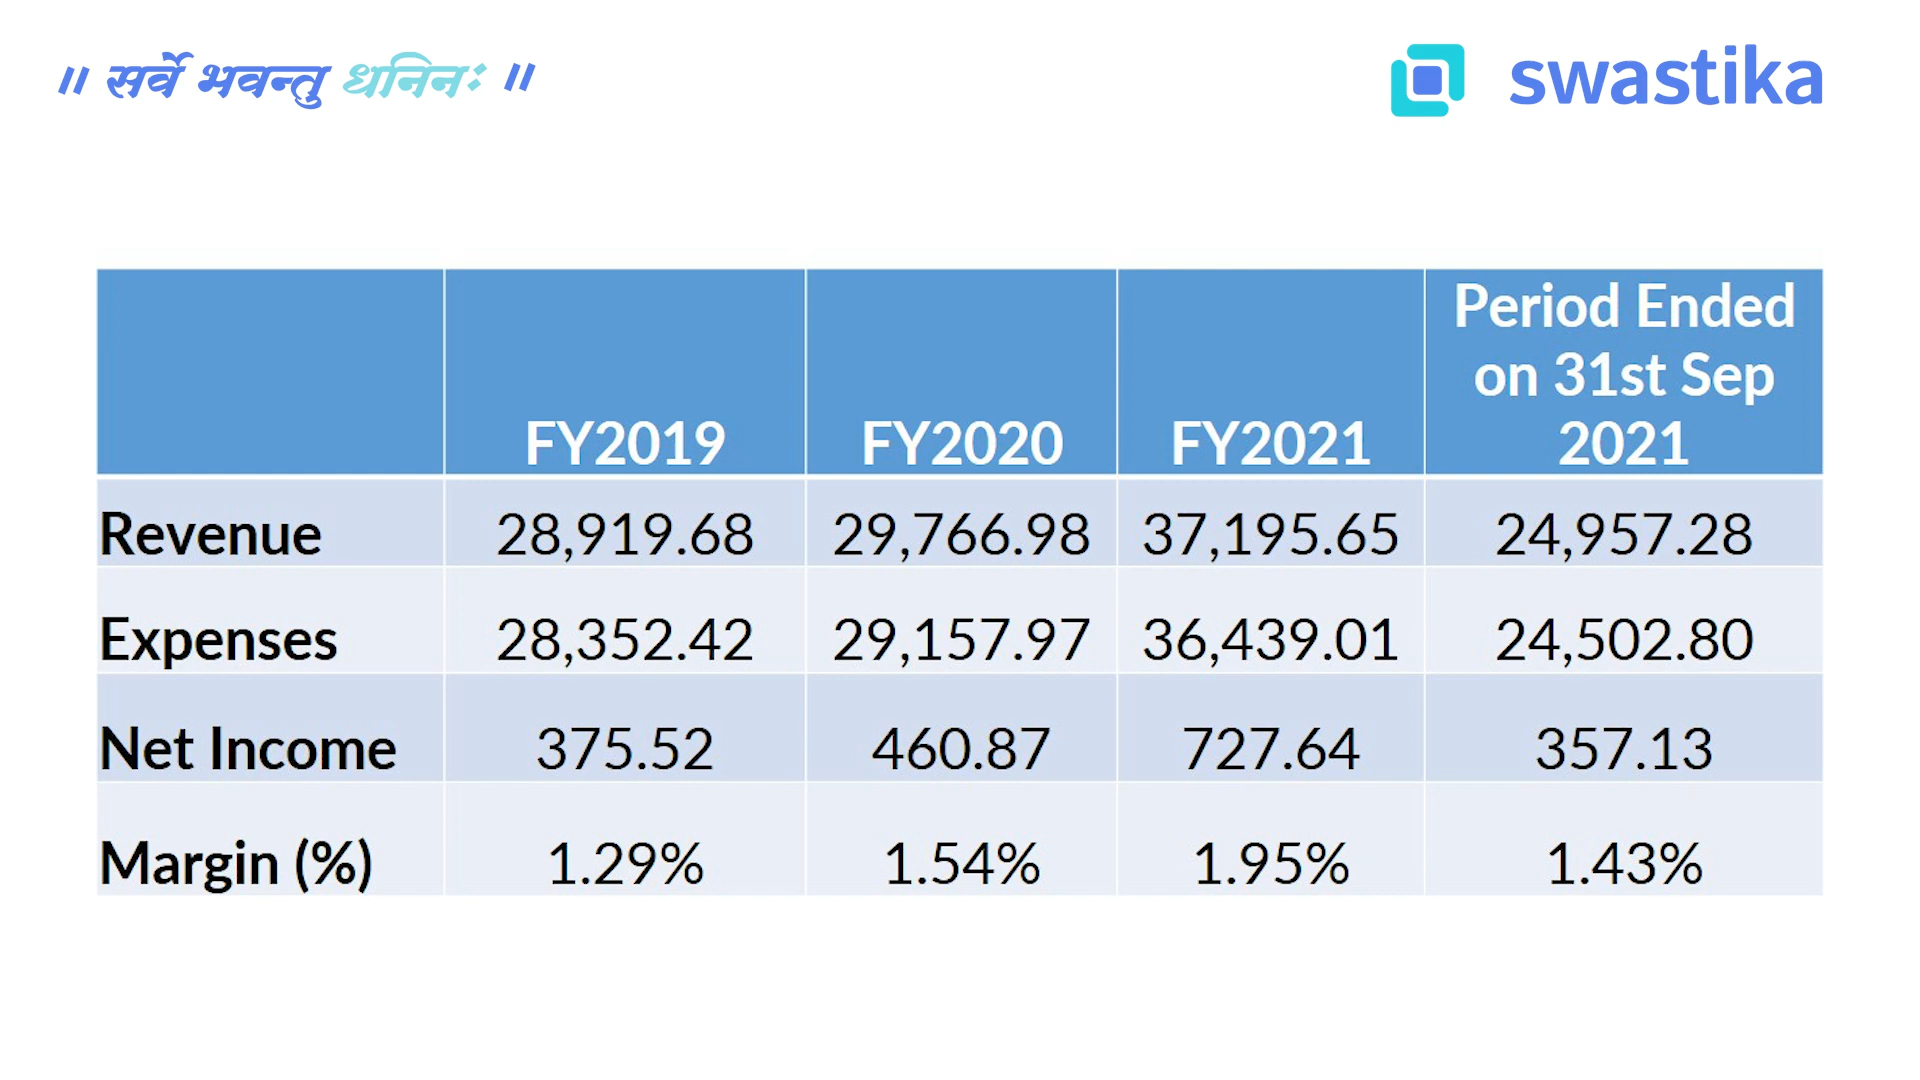 ॥ सर्वे भवन्तु धनिनः ॥
swastika
FY2019 FY2020 FY2021 Period Ended on 31st Sep 2021
Revenue 28,919.68 29,766.98 37,195.65 24,957.28
Expenses 28,352.42 29,157.97 36,439.01 24,502.80
Net Income 375.52 460.87 727.64 357.13
Margin (%) 1.29% 1.54% 1.95% 1.43%